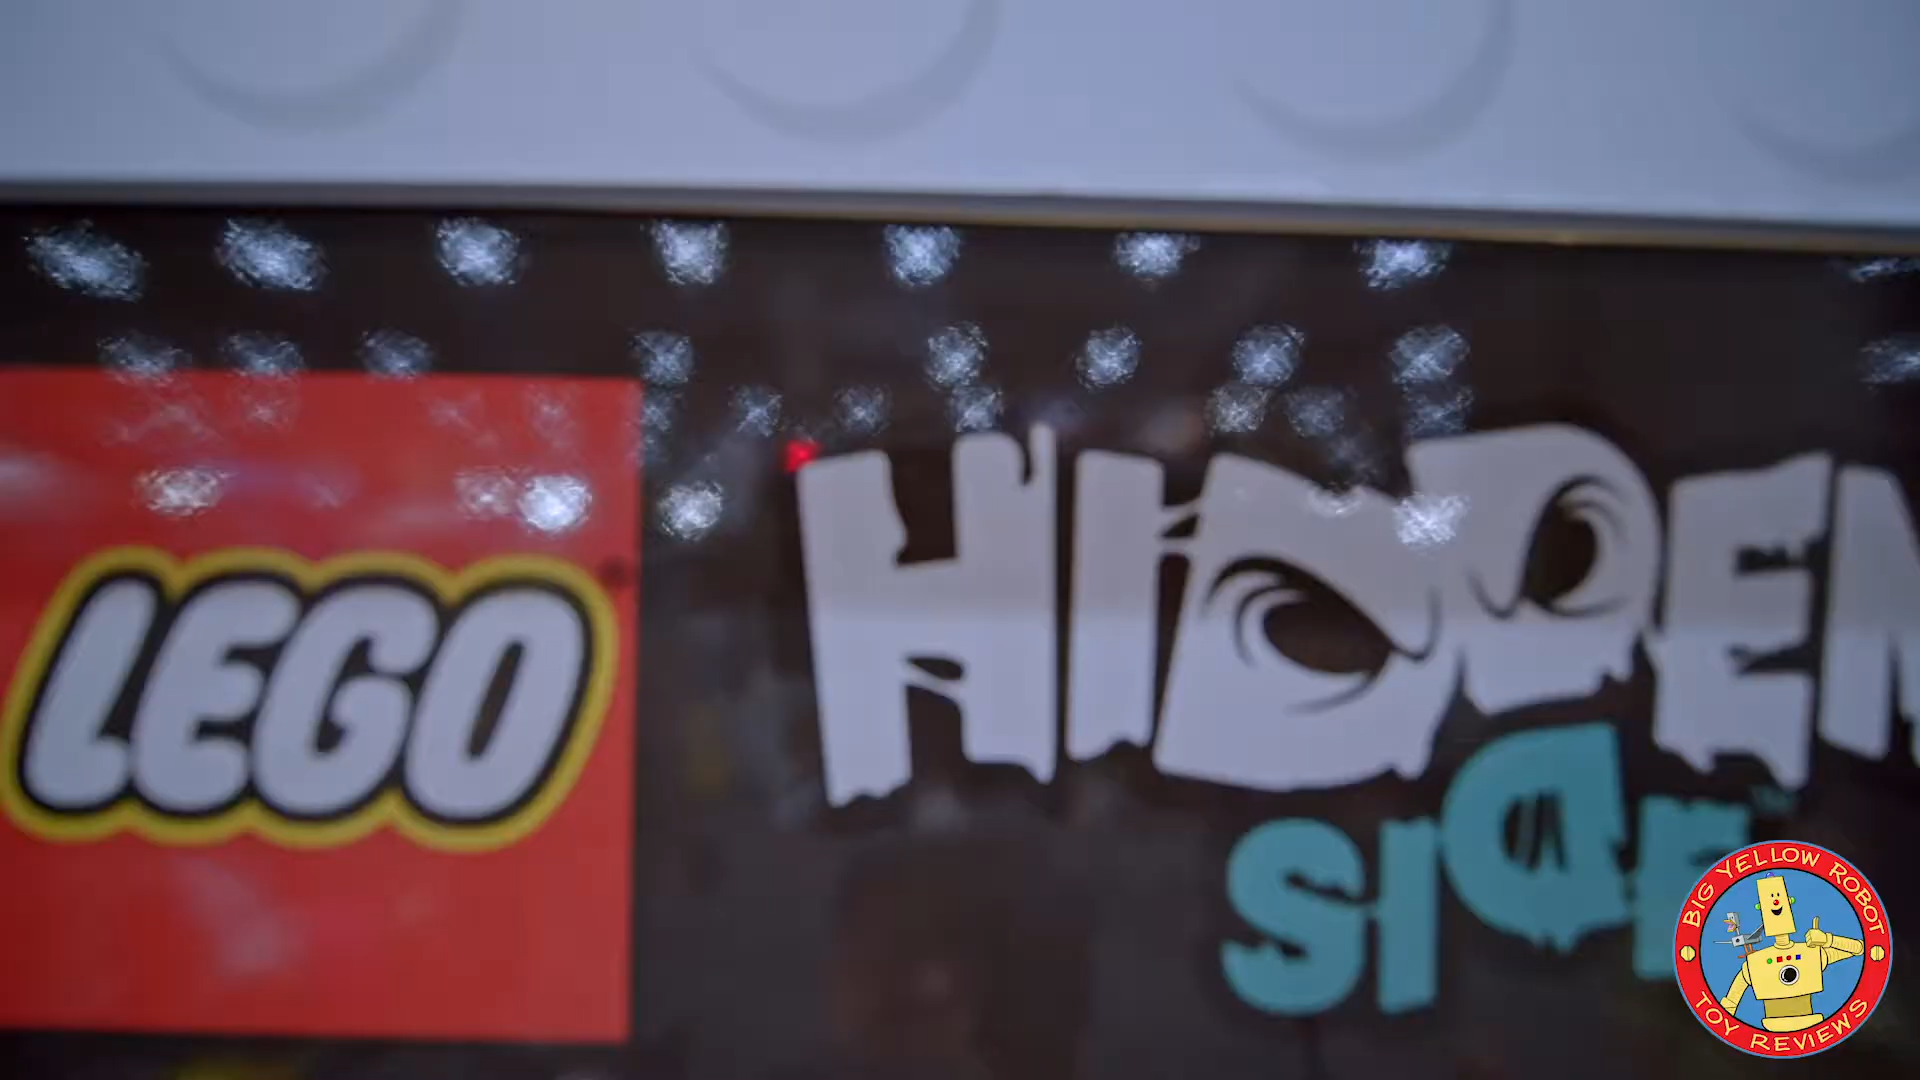 LEGO
HIDDEN
SIDE
BIG YELLOW ROBOT
TOY REVIEWS